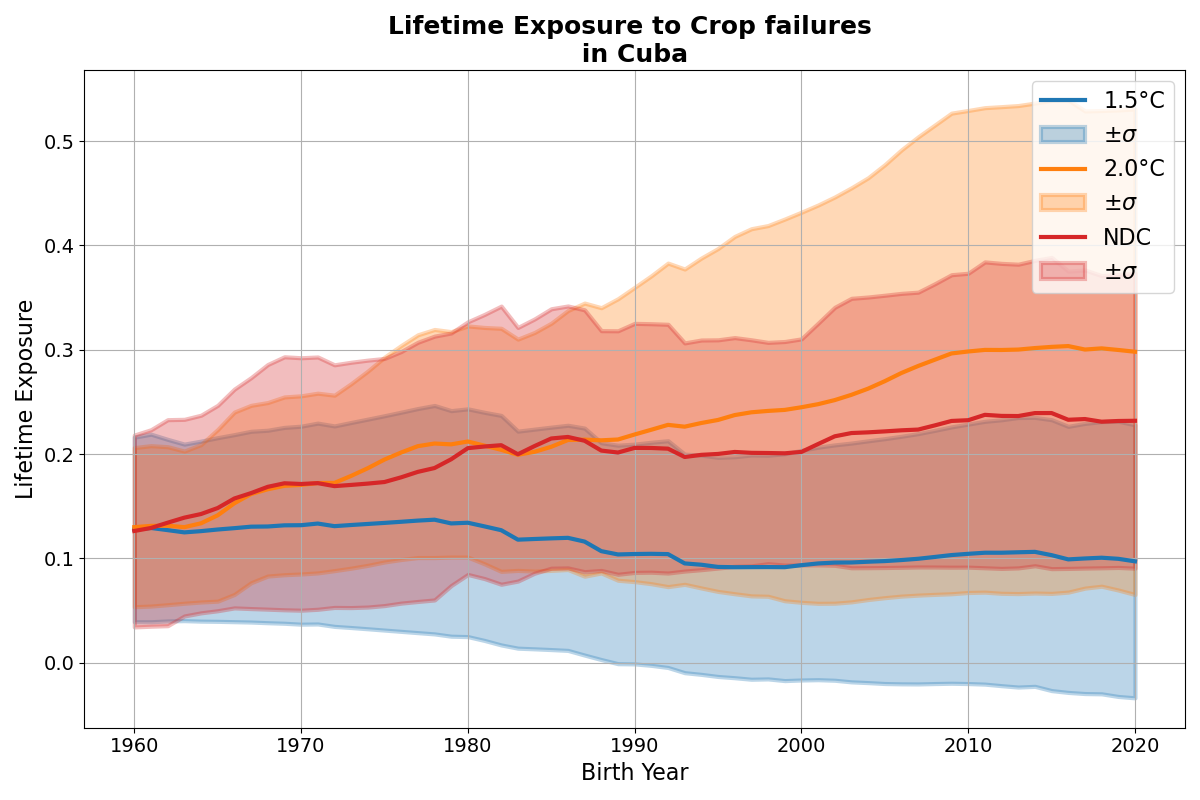 Lifetime Exposure to Crop failures
in Cuba
Lifetime Exposure
0.5
0.4
0.3
0.2
0.1
0.0
1960 1970 1980 1990 2000 2010 2020
Birth Year
1.5°C
±σ
2.0°C
±σ
NDC
±σ